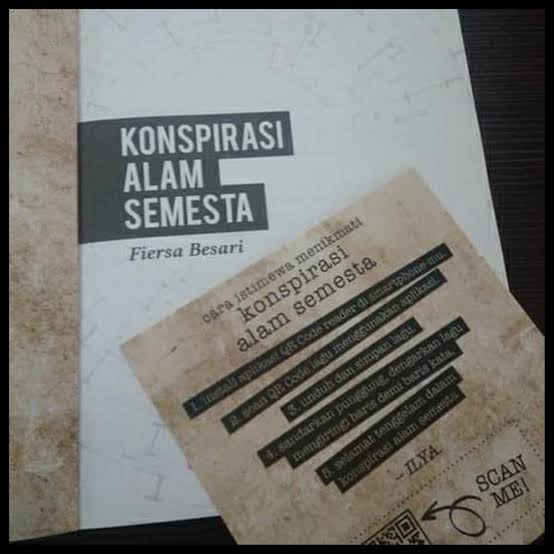 KONSPIRASI
ALAM
SEMESTA
Fiersa Besari
cara istimewa menikmati
konspirasi
alam semesta
1. install aplikasi QR Code reader di smartphone-mu.
2. scan QR Code lagu menggunakan aplikasi.
3. unduh dan simpan lagu.
4. sandarkan punggung, dengarkan lagu
mengiringi baris demi baris kata.
5. selamat tenggelam dalam
konspirasi alam semesta
- ILYA.
SCAN
ME!